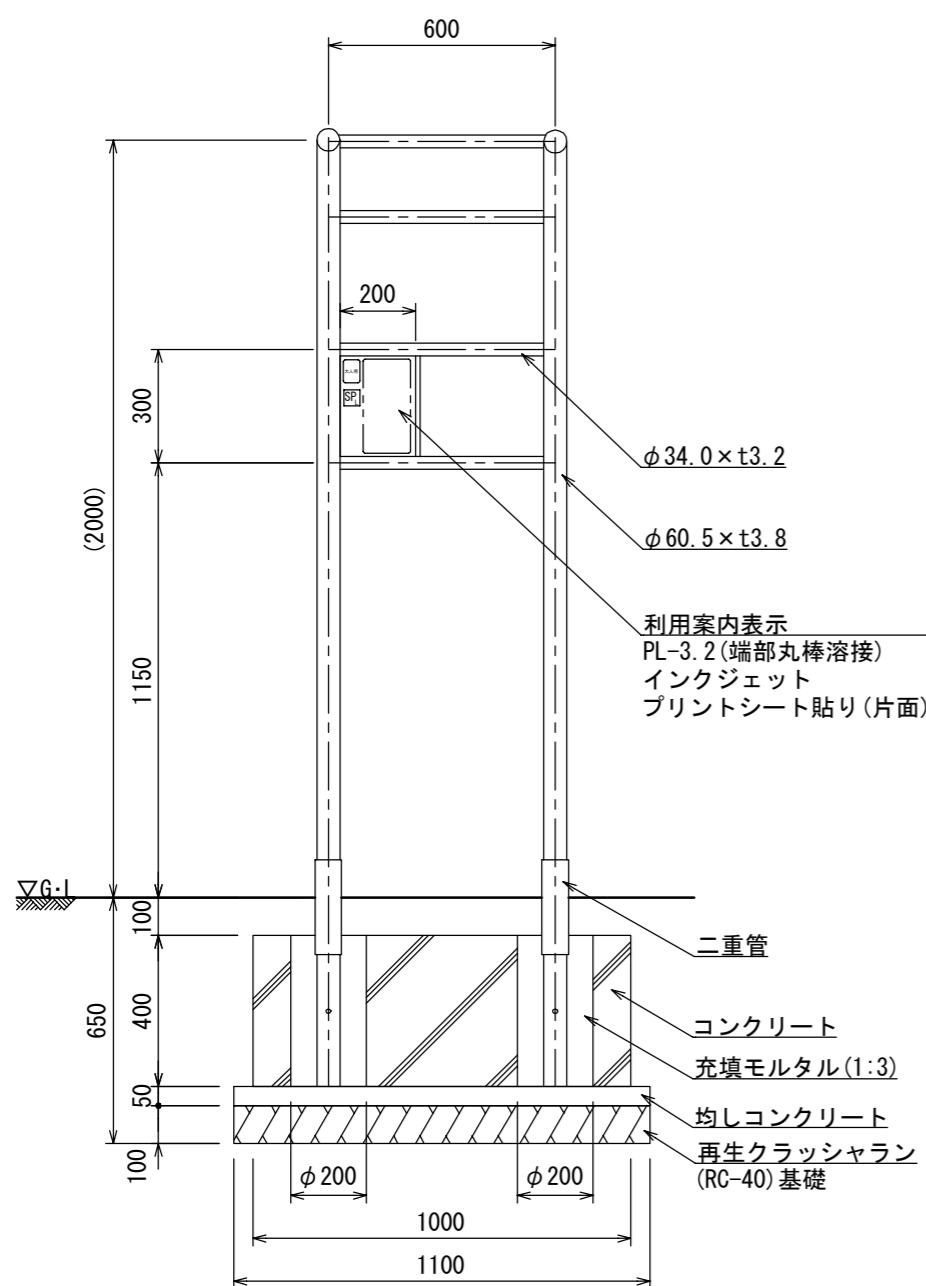 600
200
大人用
SP
L
300
(2000)
1150
φ34.0×t3.2
φ60.5×t3.8
利用案内表示
PL-3.2(端部丸棒溶接)
インクジェット
プリントシート貼り(片面)
▽G・L
100
二重管
650
400
コンクリート
充填モルタル(1:3)
50
均しコンクリート
100
再生クラッシャラン
(RC-40)基礎
φ200
φ200
1000
1100